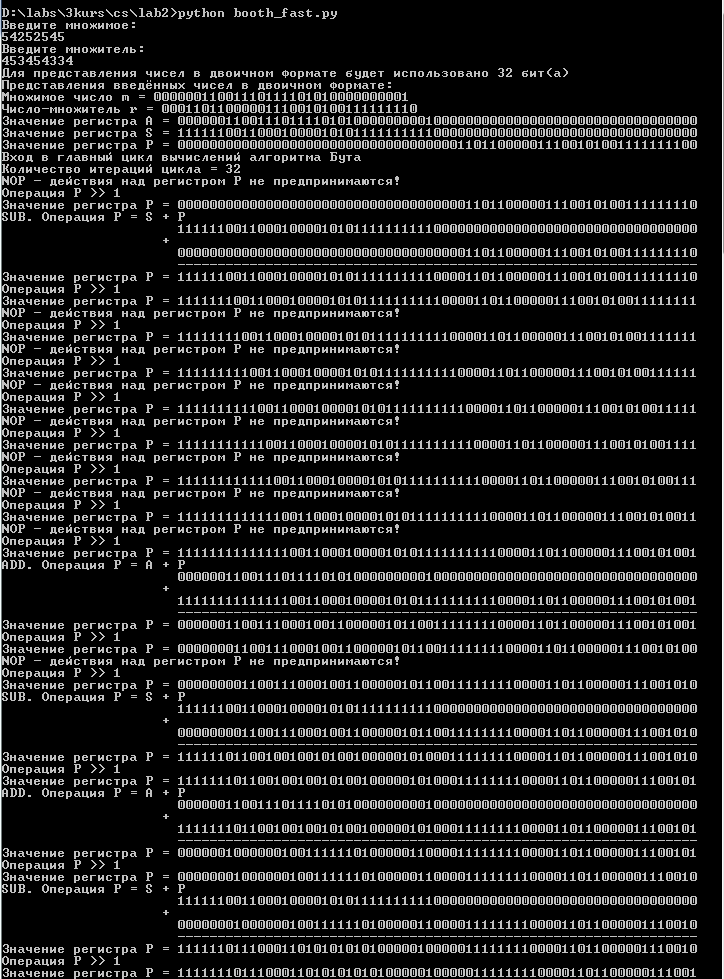 D:\labs\3kurs\cs\lab2>python booth_fast.py
Введите множимое:
54252545
Введите множитель:
453454334
Для представления чисел в двоичном формате будет использовано 32 бит(а)
Представления введённых чисел в двоичном формате:
Множимое число m = 00000011001110111101010000000001
Число-множитель r = 00011011000001110010100111111110
Значение регистра A = 00000011001110111101010000000001000000000000000000000000000000000
Значение регистра S = 11111100110001000010101111111111000000000000000000000000000000000
Значение регистра P = 00000000000000000000000000000000000110110000011100101001111111100
Вход в главный цикл вычислений алгоритма Бута
Количество итераций цикла = 32
NOP - действия над регистром P не предпринимаются!
Операция P >> 1
Значение регистра P = 00000000000000000000000000000000000011011000001110010100111111110
SUB. Операция P = S + P
11111100110001000010101111111111000000000000000000000000000000000
+
00000000000000000000000000000000000011011000001110010100111111110
-----------------------------------------------------------------
Значение регистра P = 11111100110001000010101111111111000011011000001110010100111111110
Операция P >> 1
Значение регистра P = 11111110011000100001010111111111100001101100000111001010011111111
NOP - действия над регистром P не предпринимаются!
Операция P >> 1
Значение регистра P = 11111111001100010000101011111111110000110110000011100101001111111
NOP - действия над регистром P не предпринимаются!
Операция P >> 1
Значение регистра P = 11111111100110001000010101111111111000011011000001110010100111111
NOP - действия над регистром P не предпринимаются!
Операция P >> 1
Значение регистра P = 11111111110011000100001010111111111100001101100000111001010011111
NOP - действия над регистром P не предпринимаются!
Операция P >> 1
Значение регистра P = 11111111111001100010000101011111111110000110110000011100101001111
NOP - действия над регистром P не предпринимаются!
Операция P >> 1
Значение регистра P = 11111111111100110001000010101111111111000011011000001110010100111
NOP - действия над регистром P не предпринимаются!
Операция P >> 1
Значение регистра P = 11111111111110011000100001010111111111100001101100000111001010011
NOP - действия над регистром P не предпринимаются!
Операция P >> 1
Значение регистра P = 11111111111111001100010000101011111111110000110110000011100101001
ADD. Операция P = A + P
00000011001110111101010000000001000000000000000000000000000000000
+
11111111111111001100010000101011111111110000110110000011100101001
-----------------------------------------------------------------
Значение регистра P = 00000011001110001001100000101100111111110000110110000011100101001
Операция P >> 1
Значение регистра P = 00000001100111000100110000010110011111111000011011000001110010100
NOP - действия над регистром P не предпринимаются!
Операция P >> 1
Значение регистра P = 00000000110011100010011000001011001111111100001101100000111001010
SUB. Операция P = S + P
11111100110001000010101111111111000000000000000000000000000000000
+
00000000110011100010011000001011001111111100001101100000111001010
-----------------------------------------------------------------
Значение регистра P = 11111101100100100101001000001010001111111100001101100000111001010
Операция P >> 1
Значение регистра P = 11111110110010010010100100000101000111111110000110110000011100101
ADD. Операция P = A + P
00000011001110111101010000000001000000000000000000000000000000000
+
11111110110010010010100100000101000111111110000110110000011100101
-----------------------------------------------------------------
Значение регистра P = 00000010000001001111110100000110000111111110000110110000011100101
Операция P >> 1
Значение регистра P = 00000001000000100111111010000011000011111111000011011000001110010
SUB. Операция P = S + P
11111100110001000010101111111111000000000000000000000000000000000
+
00000001000000100111111010000011000011111111000011011000001110010
-----------------------------------------------------------------
Значение регистра P = 11111101110001101010101010000010000011111111000011011000001110010
Операция P >> 1
Значение регистра P = 11111110111000110101010101000001000001111111100001101100000111001